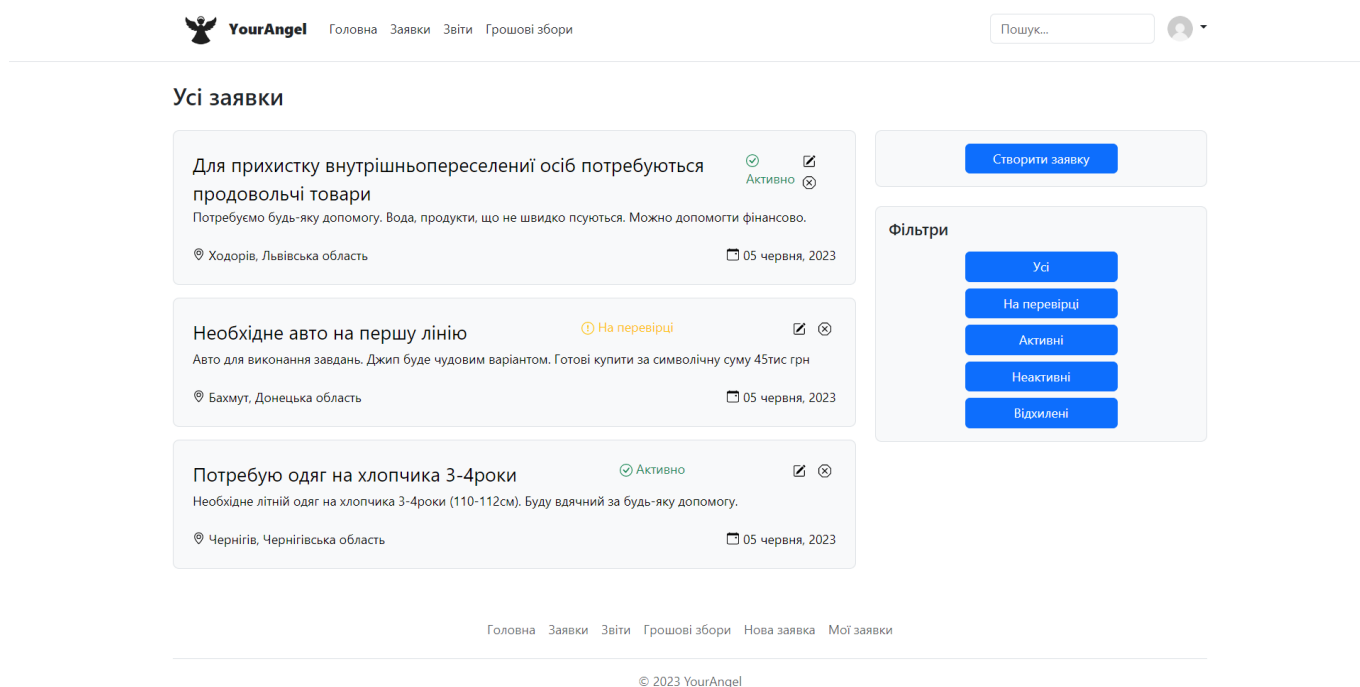 YourAngel Головна Заявки Звіти Грошові збори Пошук...
Усі заявки
Для прихистку внутрішньопереселениї осіб потребуються
продовольчі товари
Активно
Потребуємо будь-яку допомогу. Вода, продукти, що не швидко псуються. Можно допомогти фінансово.
Ходорів, Львівська область 05 червня, 2023
Необхідне авто на першу лінію На перевірці
Авто для виконання завдань. Джип буде чудовим варіантом. Готові купити за символічну суму 45тис грн
Бахмут, Донецька область 05 червня, 2023
Потребую одяг на хлопчика 3-4роки Активно
Необхідне літній одяг на хлопчика 3-4роки (110-112см). Буду вдячний за будь-яку допомогу.
Чернігів, Чернігівська область 05 червня, 2023
Створити заявку
Фільтри
Усі
На перевірці
Активні
Неактивні
Відхилені
Головна Заявки Звіти Грошові збори Нова заявка Мої заявки
© 2023 YourAngel